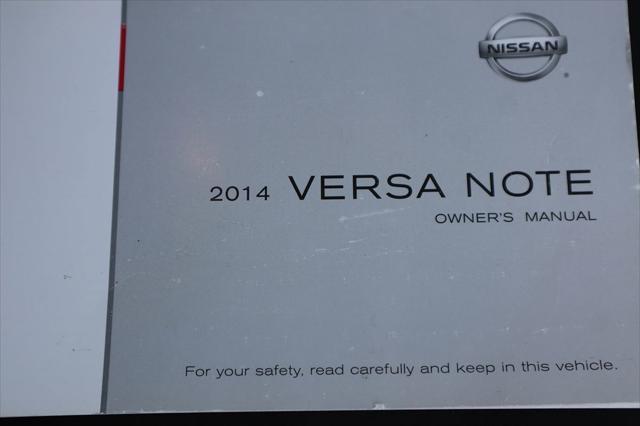 NISSAN
2014 VERSA NOTE
OWNER'S MANUAL
For your safety, read carefully and keep in this vehicle.